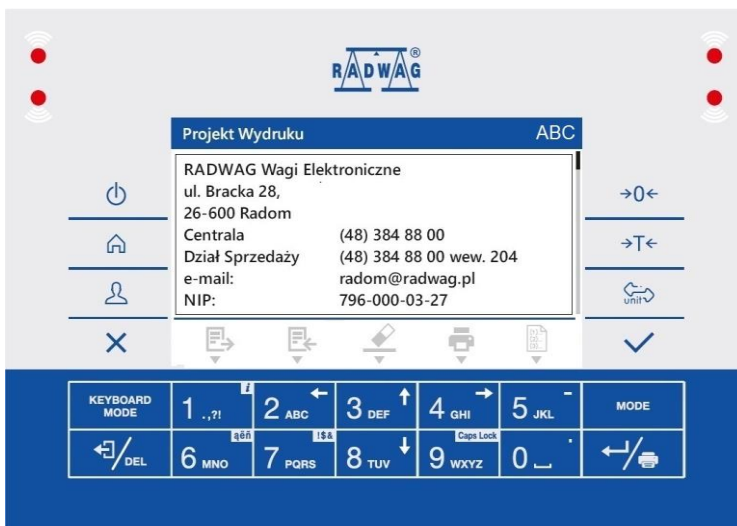 RADWAG®
Projekt Wydruku ABC
RADWAG Wagi Elektroniczne
ul. Bracka 28,
26-600 Radom
Centrala (48) 384 88 00
Dział Sprzedaży (48) 384 88 00 wew. 204
e-mail: radom@radwag.pl
NIP: 796-000-03-27
→0←
→T←
unit
KEYBOARD MODE
1 .,?! i
2 ABC ←
3 DEF ↑
4 GHI →
5 JKL -
MODE
DEL
6 MNO ąêñ
7 PQRS !$&
8 TUV ↓
9 WXYZ Caps Lock
0 .